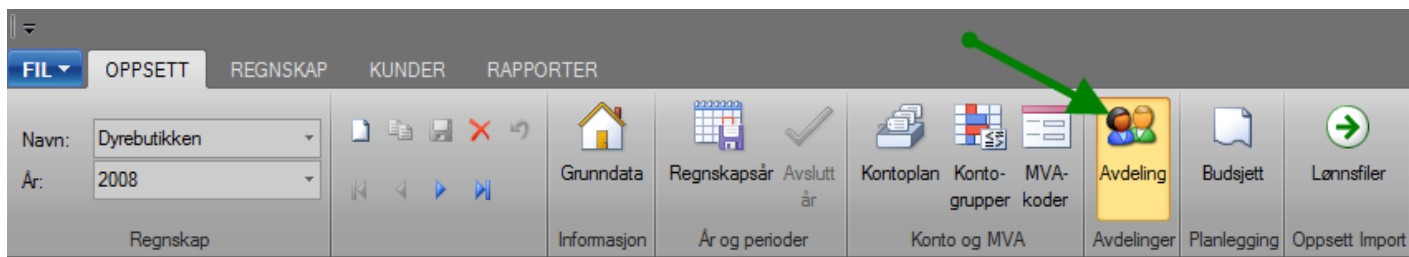 FIL OPPSETT REGNSKAP KUNDER RAPPORTER
Navn: Dyrebutikken
År: 2008
Regnskap
Grunndata
Informasjon
Regnskapsår Avslutt
år
År og perioder
Kontoplan Konto- MVA-
grupper koder
Konto og MVA
Avdeling
Avdelinger
Budsjett
Planlegging
Lønnsfiler
Oppsett Import